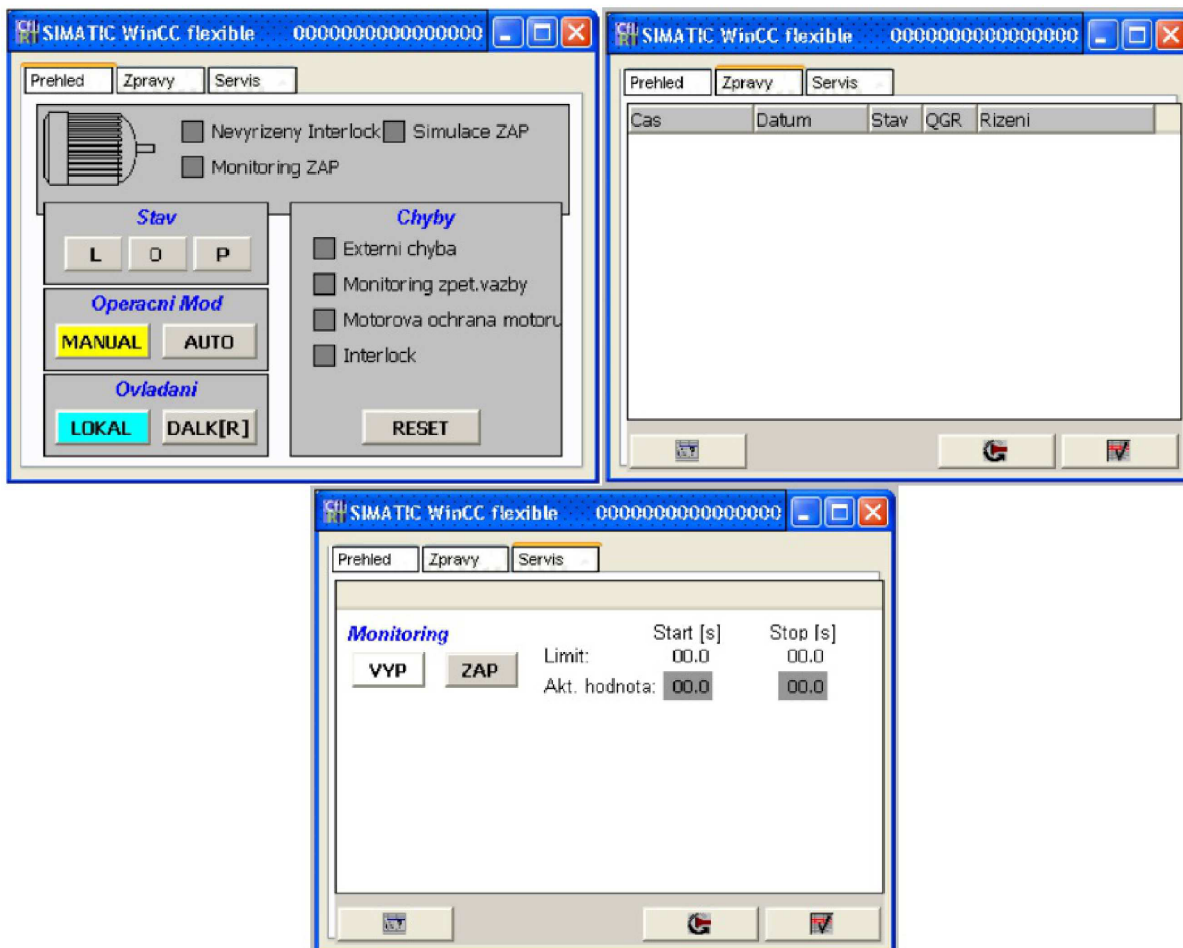 SIMATIC WinCC flexible 0000000000000000
Prehled Zpravy Servis
Nevyrizeny Interlock Simulace ZAP
Monitoring ZAP
Stav
L O P
Operacni Mod
MANUAL AUTO
Ovladani
LOKAL DALK[R]
Chyby
Externi chyba
Monitoring zpet.vazby
Motorova ochrana motoru
Interlock
RESET
SIMATIC WinCC flexible 0000000000000000
Prehled Zpravy Servis
Cas Datum Stav QGR Rizeni
SIMATIC WinCC flexible 0000000000000000
Prehled Zpravy Servis
Monitoring
VYP ZAP
Start [s] Stop [s]
Limit: 00.0 00.0
Akt. hodnota: 00.0 00.0